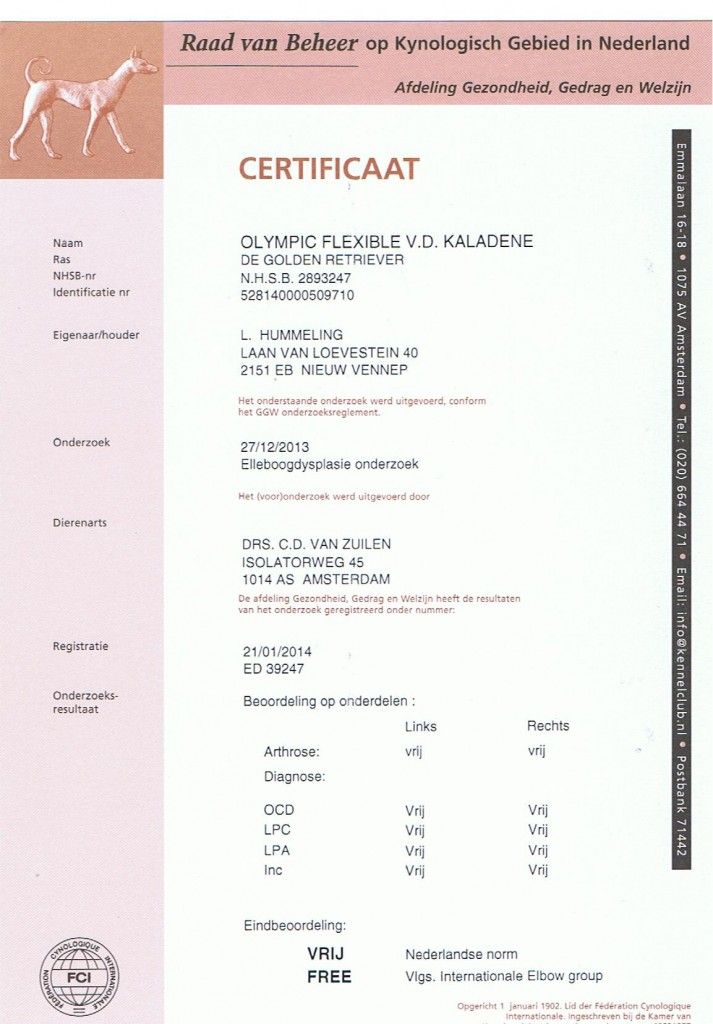 Raad van Beheer op Kynologisch Gebied in Nederland
Afdeling Gezondheid, Gedrag en Welzijn
CERTIFICAAT
Naam OLYMPIC FLEXIBLE V.D. KALADENE
Ras DE GOLDEN RETRIEVER
NHSB-nr N.H.S.B. 2893247
Identificatie nr 528140000509710
Eigenaar/houder L. HUMMELING
LAAN VAN LOEVESTEIN 40
2151 EB NIEUW VENNEP
Het onderstaande onderzoek werd uitgevoerd, conform
het GGW onderzoeksreglement.
Onderzoek 27/12/2013
Elleboogdysplasie onderzoek
Het (voor)onderzoek werd uitgevoerd door
Dierenarts
DRS. C.D. VAN ZUILEN
ISOLATORWEG 45
1014 AS AMSTERDAM
De afdeling Gezondheid, Gedrag en Welzijn heeft de resultaten
van het onderzoek geregistreerd onder nummer:
Registratie 21/01/2014
ED 39247
Onderzoeks-
resultaat
Beoordeling op onderdelen :
Links Rechts
Arthrose: vrij vrij
Diagnose:
OCD Vrij Vrij
LPC Vrij Vrij
LPA Vrij Vrij
Inc Vrij Vrij
Eindbeoordeling:
VRIJ Nederlandse norm
FREE Vlgs. Internationale Elbow group
Opgericht 1 januari 1902. Lid der Fédération Cynologique
Internationale. Ingeschreven bij de Kamer van
Emmalaan 16-18 • 1075 AV Amsterdam • Tel.: (020) 664 44 71 • Email: info@kennelclub.nl • Postbank 71442
FÉDÉRATION CYNOLOGIQUE INTERNATIONALE
FCI